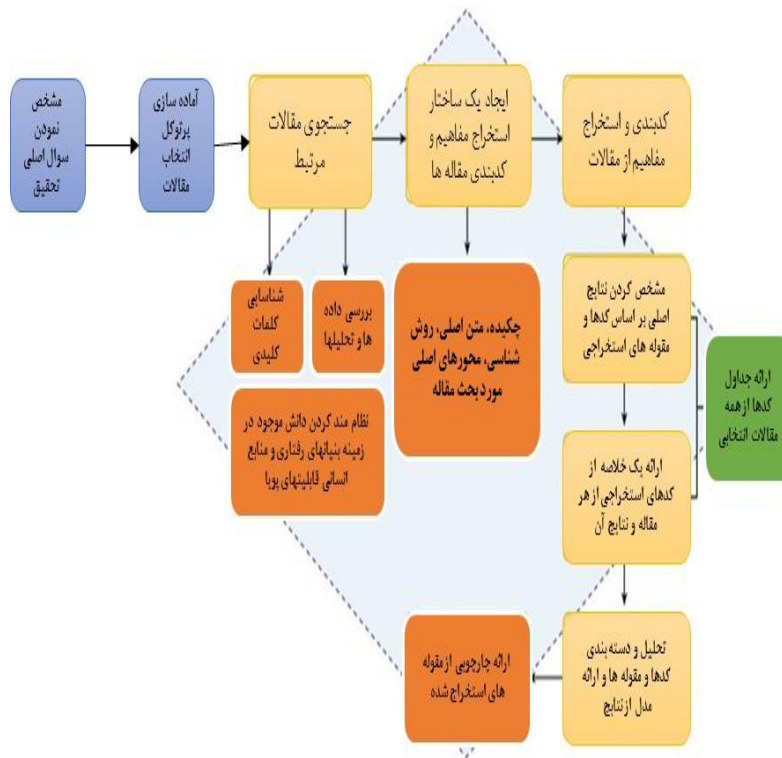 مشخص
نمودن
سوال اصلی
تحقیق
آماده سازی
پرتوکل
انتخاب
مقالات
جستجوی مقالات
مرتبط
ایجاد یک ساختار
استخراج مفاهیم و
کدبندی مقاله ها
کدبندی و استخراج
مفاهیم از مقالات
شناسایی
کلمات
کلیدی
بررسی داده
ها و تحلیلها
چکیده، متن اصلی، روش
شناسی، محورهای اصلی
مورد بحث مقاله
مشخص کردن نتایج
اصلی بر اساس کدها و
مقوله های استخراجی
ارائه جداول
کدها از همه
مقالات انتخابی
نظام مند کردن دانش موجود در
زمینه بنیانهای رفتاری و منابع
انسانی قابلیتهای پویا
ارائه یک خلاصه از
کدهای استخراجی از هر
مقاله و نتایج آن
تحلیل و دسته بندی
کدها و مقوله ها و ارائه
مدل از نتایج
ارائه چارچوبی از مقوله
های استخراج شده